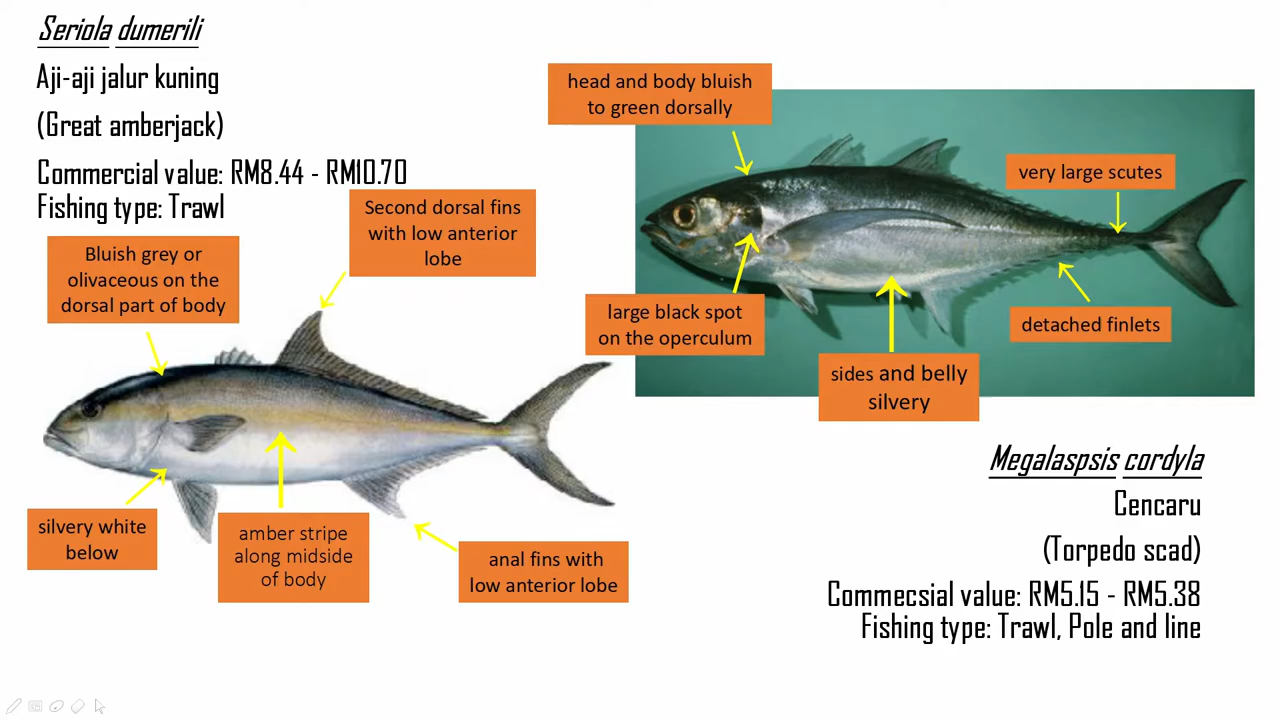 Seriola dumerili
Aji-aji jalur kuning
(Great amberjack)
Commercial value: RM8.44 - RM10.70
Fishing type: Trawl
Second dorsal fins
with low anterior
lobe
Bluish grey or
olivaceous on the
dorsal part of body
silvery white
below
amber stripe
along midside
of body
anal fins with
low anterior lobe
head and body bluish
to green dorsally
very large scutes
large black spot
on the operculum
detached finlets
sides and belly
silvery
Megalaspsis cordyla
Cencaru
(Torpedo scad)
Commecsial value: RM5.15 - RM5.38
Fishing type: Trawl, Pole and line